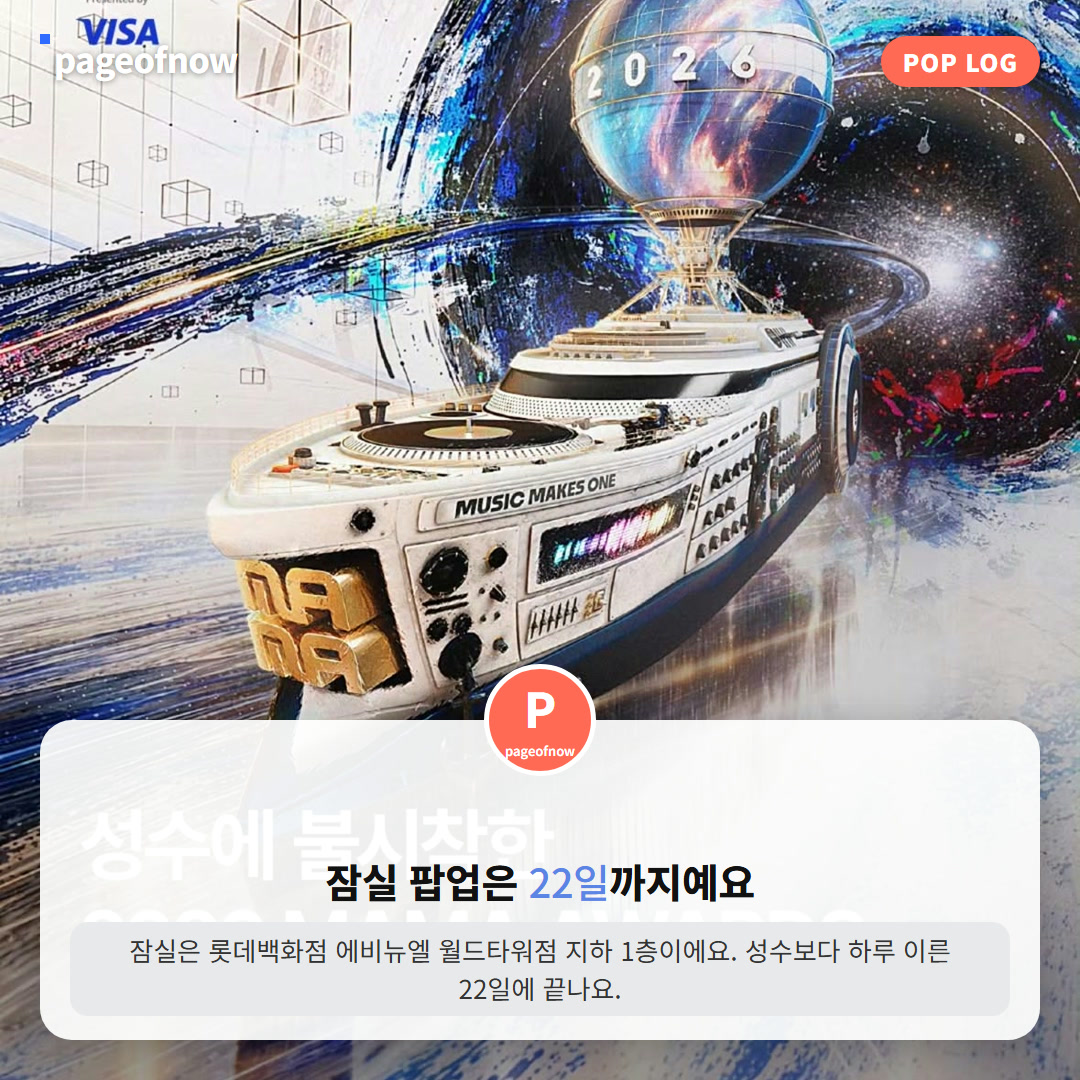 Presented by
VISA
pageofnow
POP LOG
2026
MUSIC MAKES ONE
MA
MA
P
pageofnow
성수에 불시착한
잠실 팝업은 22일까지예요
잠실은 롯데백화점 에비뉴엘 월드타워점 지하 1층이에요. 성수보다 하루 이른
22일에 끝나요.